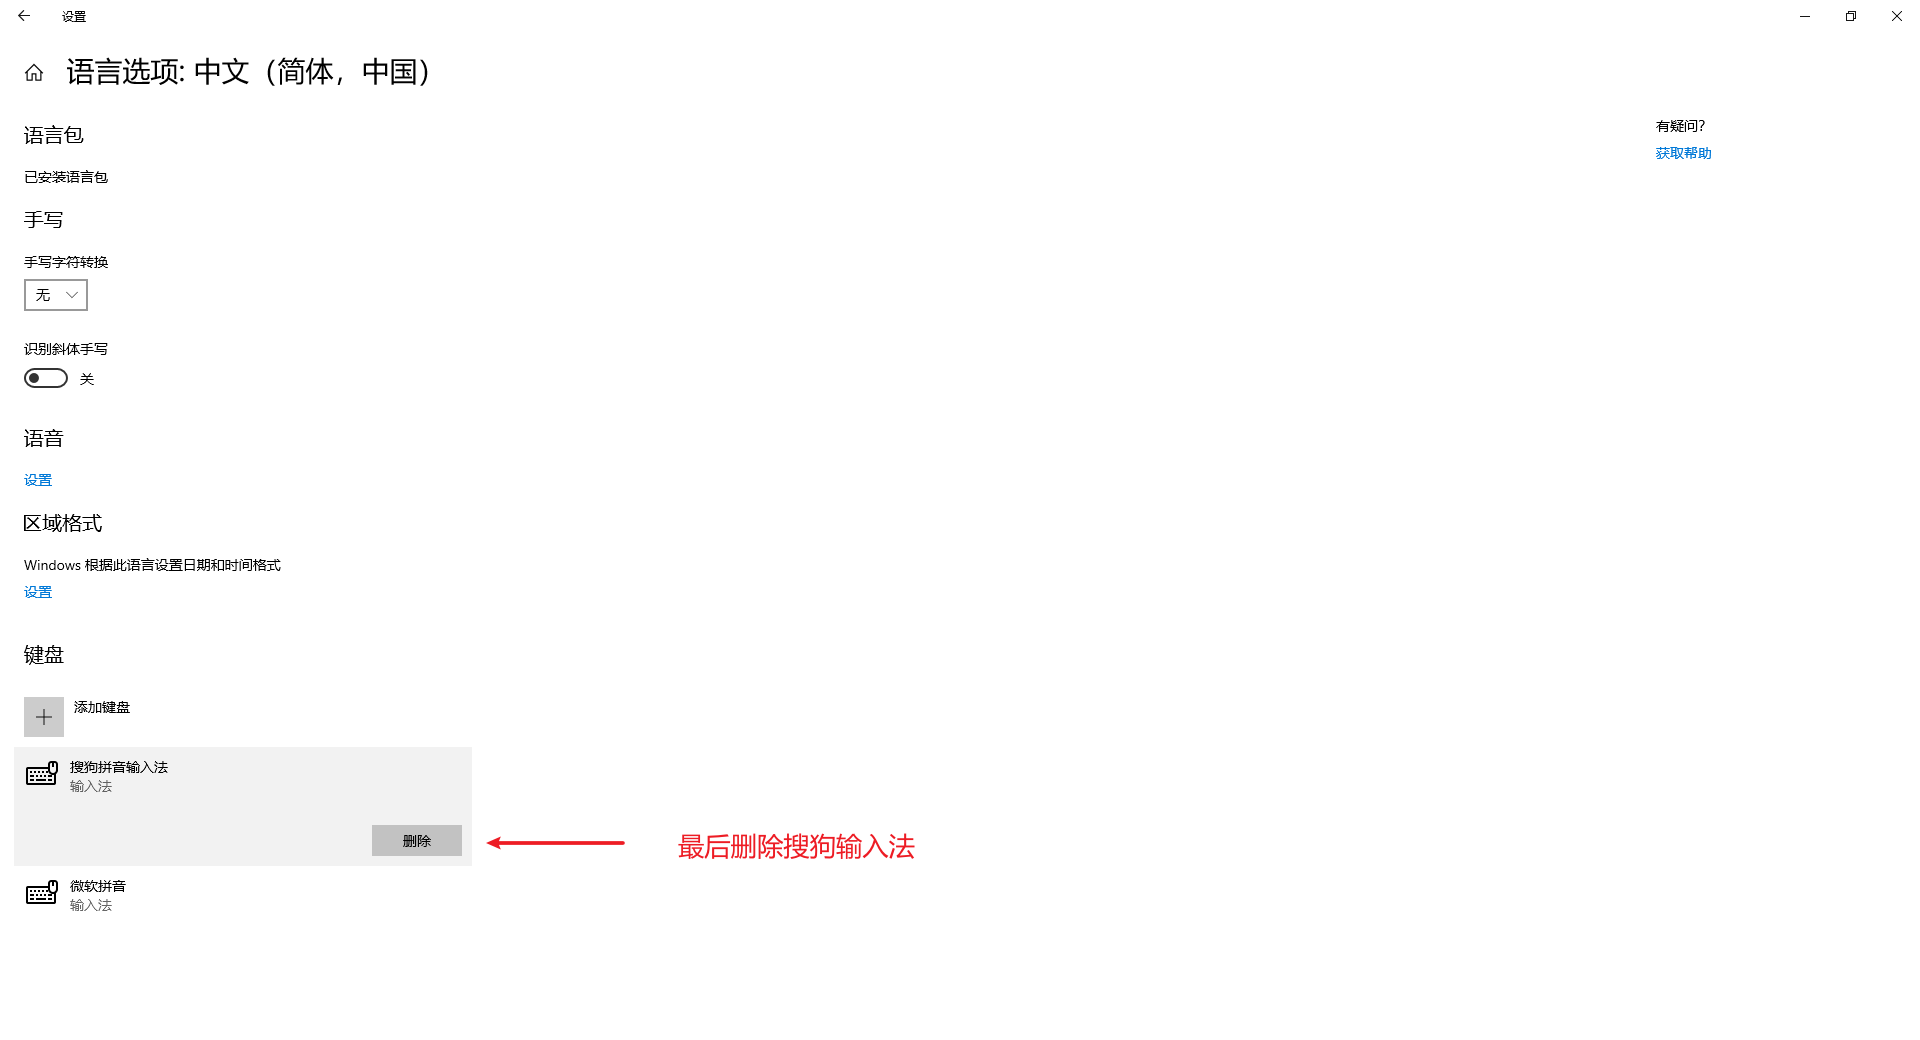 设置
语言选项: 中文（简体，中国）
语言包
已安装语言包
手写
手写字符转换
无
识别斜体手写
关
语音
设置
区域格式
Windows 根据此语言设置日期和时间格式
设置
键盘
添加键盘
搜狗拼音输入法
输入法
删除
最后删除搜狗输入法
微软拼音
输入法
有疑问？
获取帮助